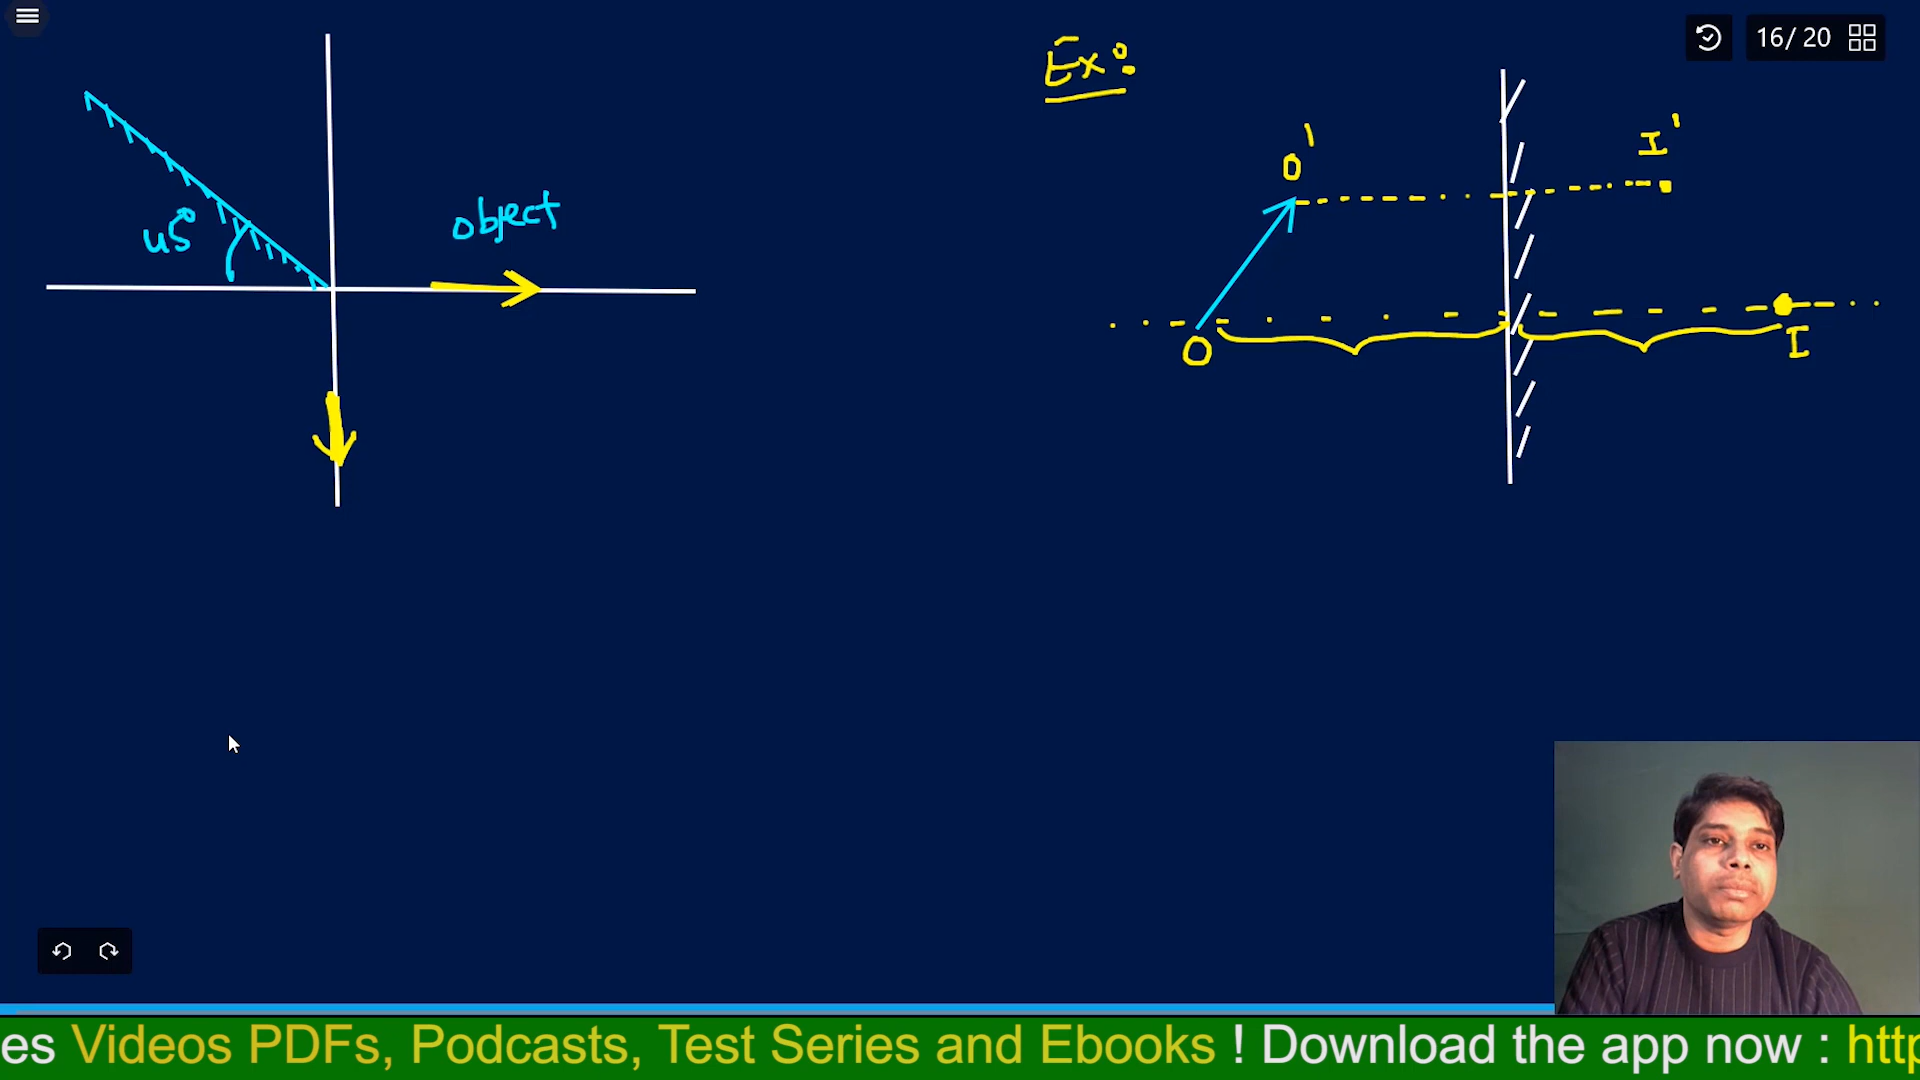 Ex:
16/ 20
O'
I'
45°
object
O
I
es Videos PDFs, Podcasts, Test Series and Ebooks ! Download the app now : http